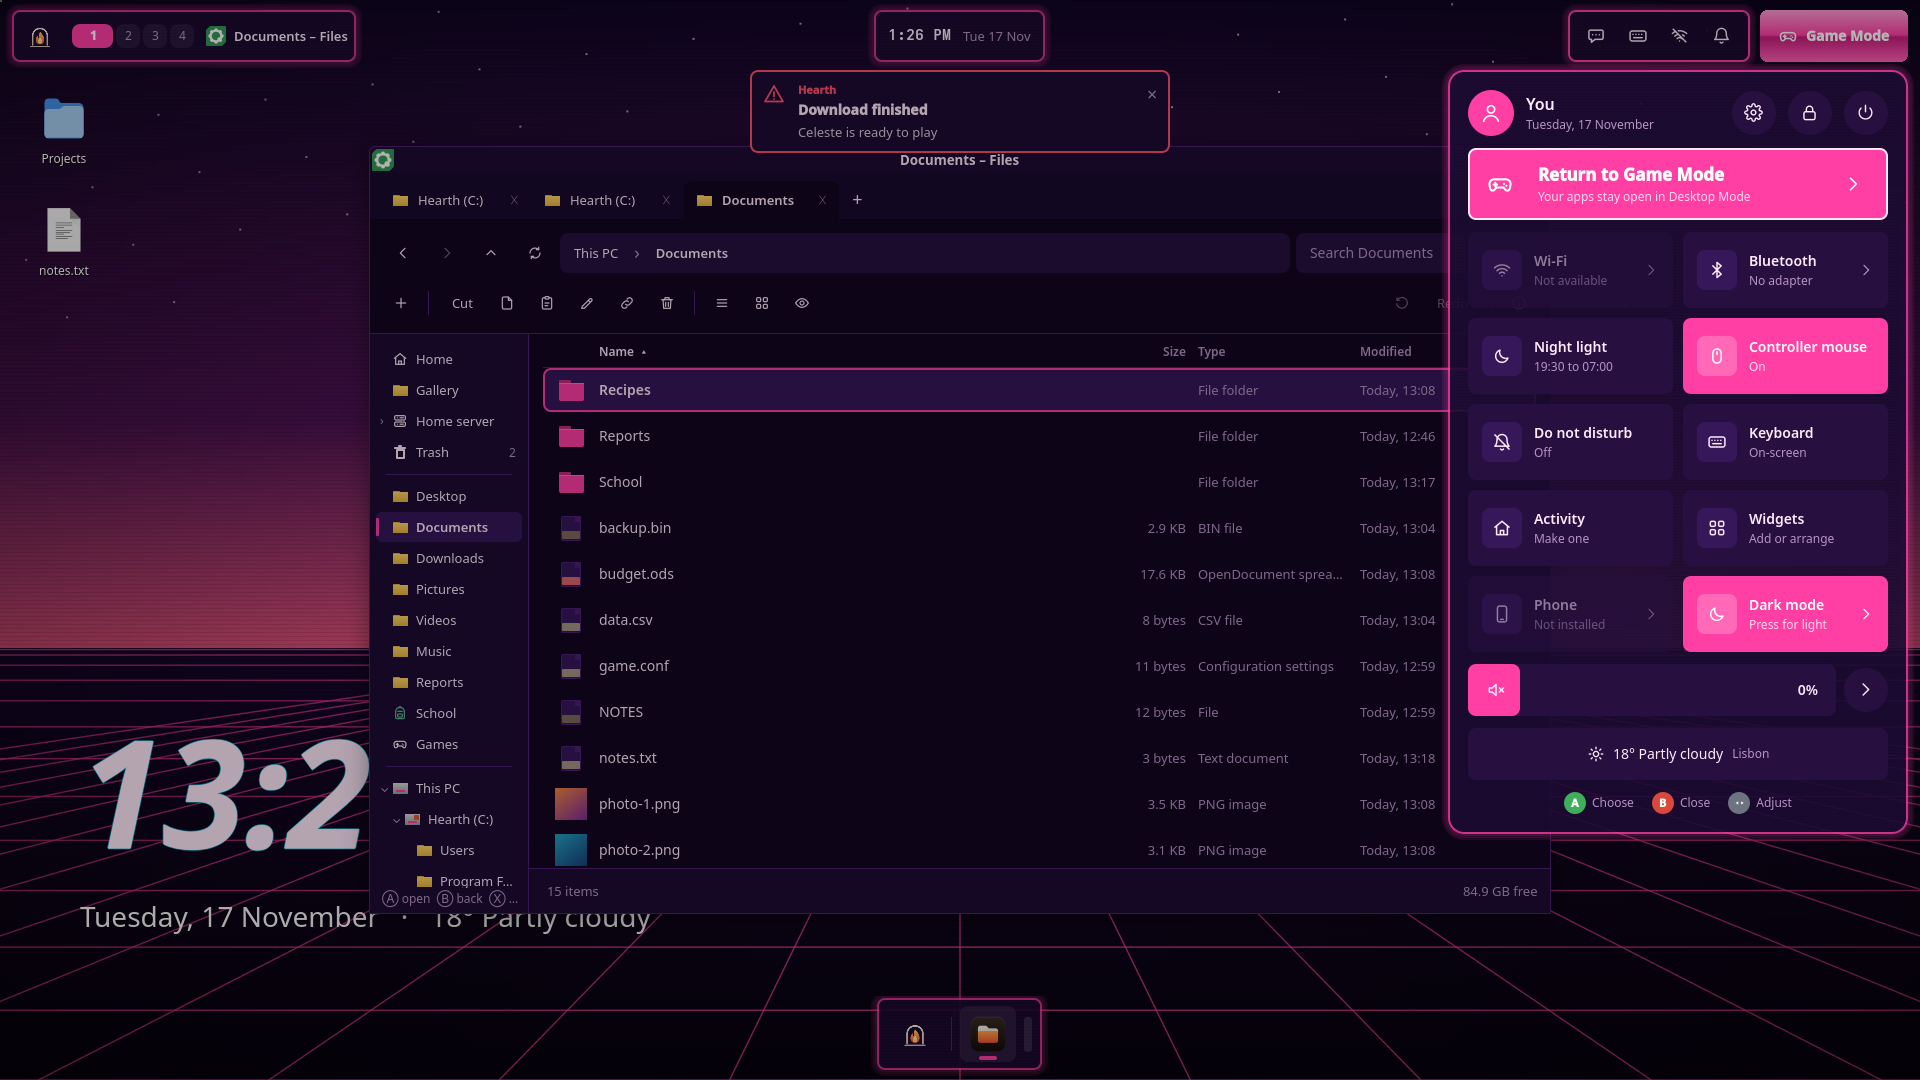 1 2 3 4 Documents – Files
1:26 PM Tue 17 Nov
Game Mode
Projects
notes.txt
Hearth
Download finished
Celeste is ready to play
Documents – Files
Hearth (C:) X Hearth (C:) X Documents X +
This PC › Documents
Search Documents
Cut
Home
Gallery
Home server
Trash 2
Desktop
Documents
Downloads
Pictures
Videos
Music
Reports
School
Games
This PC
Hearth (C:)
Users
Program F...
A open B back X ...
Name Size Type Modified
Recipes File folder Today, 13:08
Reports File folder Today, 12:46
School File folder Today, 13:17
backup.bin 2.9 KB BIN file Today, 13:04
budget.ods 17.6 KB OpenDocument sprea... Today, 13:08
data.csv 8 bytes CSV file Today, 13:04
game.conf 11 bytes Configuration settings Today, 12:59
NOTES 12 bytes File Today, 12:59
notes.txt 3 bytes Text document Today, 13:18
photo-1.png 3.5 KB PNG image Today, 13:08
photo-2.png 3.1 KB PNG image Today, 13:08
15 items 84.9 GB free
13:2
Tuesday, 17 November · 18° Partly cloudy
You
Tuesday, 17 November
Return to Game Mode
Your apps stay open in Desktop Mode
Wi-Fi
Not available
Bluetooth
No adapter
Night light
19:30 to 07:00
Controller mouse
On
Do not disturb
Off
Keyboard
On-screen
Activity
Make one
Widgets
Add or arrange
Phone
Not installed
Dark mode
Press for light
0%
18° Partly cloudy Lisbon
A Choose B Close Adjust